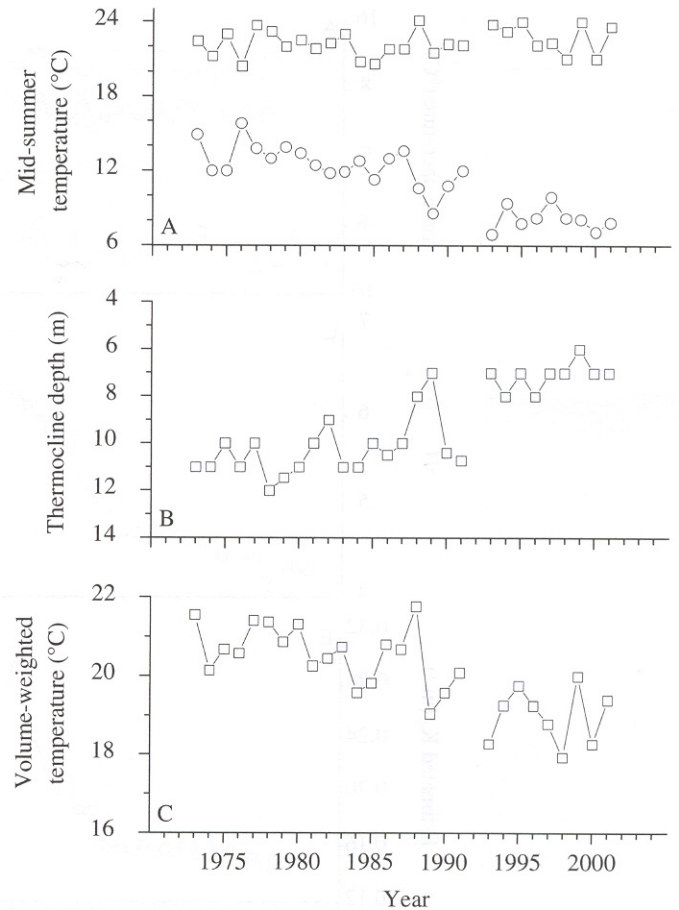 24
18
12
6
Mid-summer
temperature (°C)
A
4
6
8
10
12
14
Thermocline depth (m)
B
22
20
18
16
Volume-weighted
temperature (°C)
C
1975 1980 1985 1990 1995 2000
Year